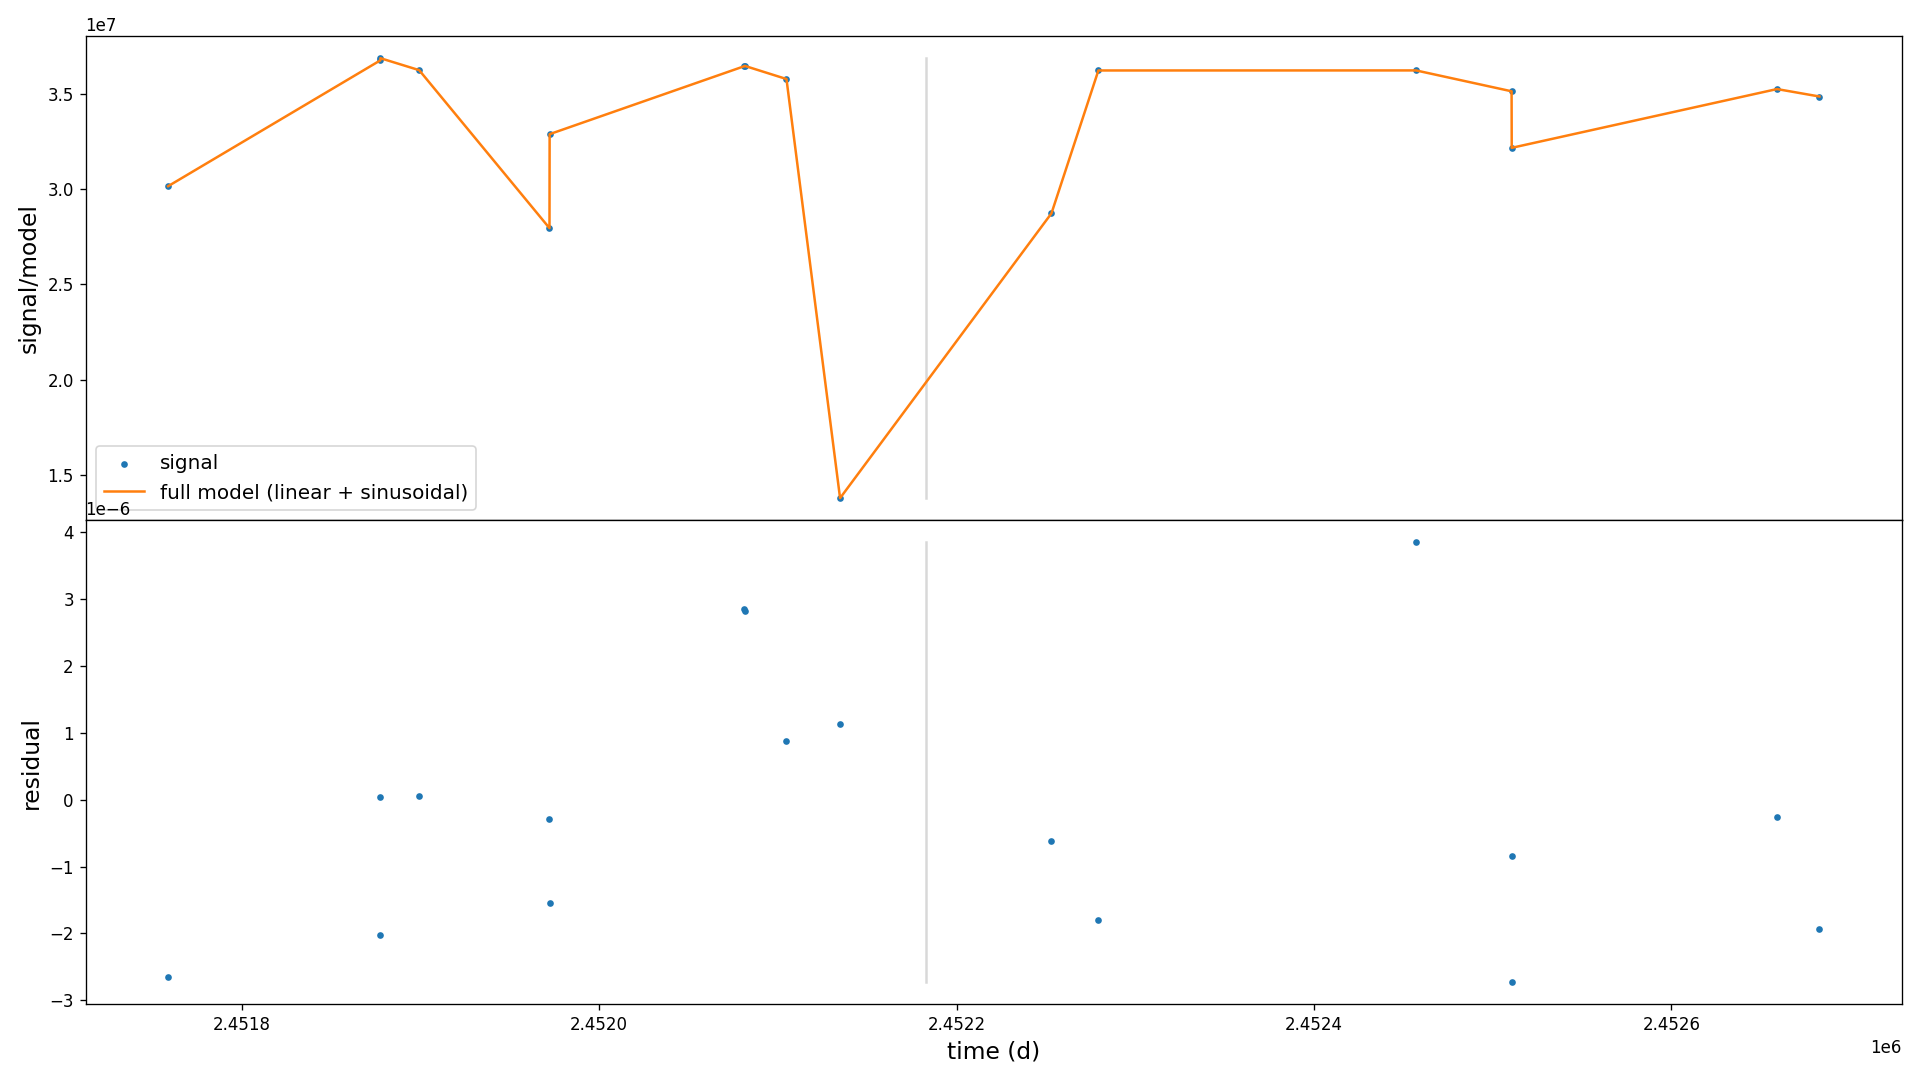 1e7
3.5
3.0
2.5
2.0
1.5
signal/model
signal
full model (linear + sinusoidal)
1e−6
4
3
2
1
0
−1
−2
−3
residual
2.4518
2.4520
2.4522
2.4524
2.4526
time (d)
1e6